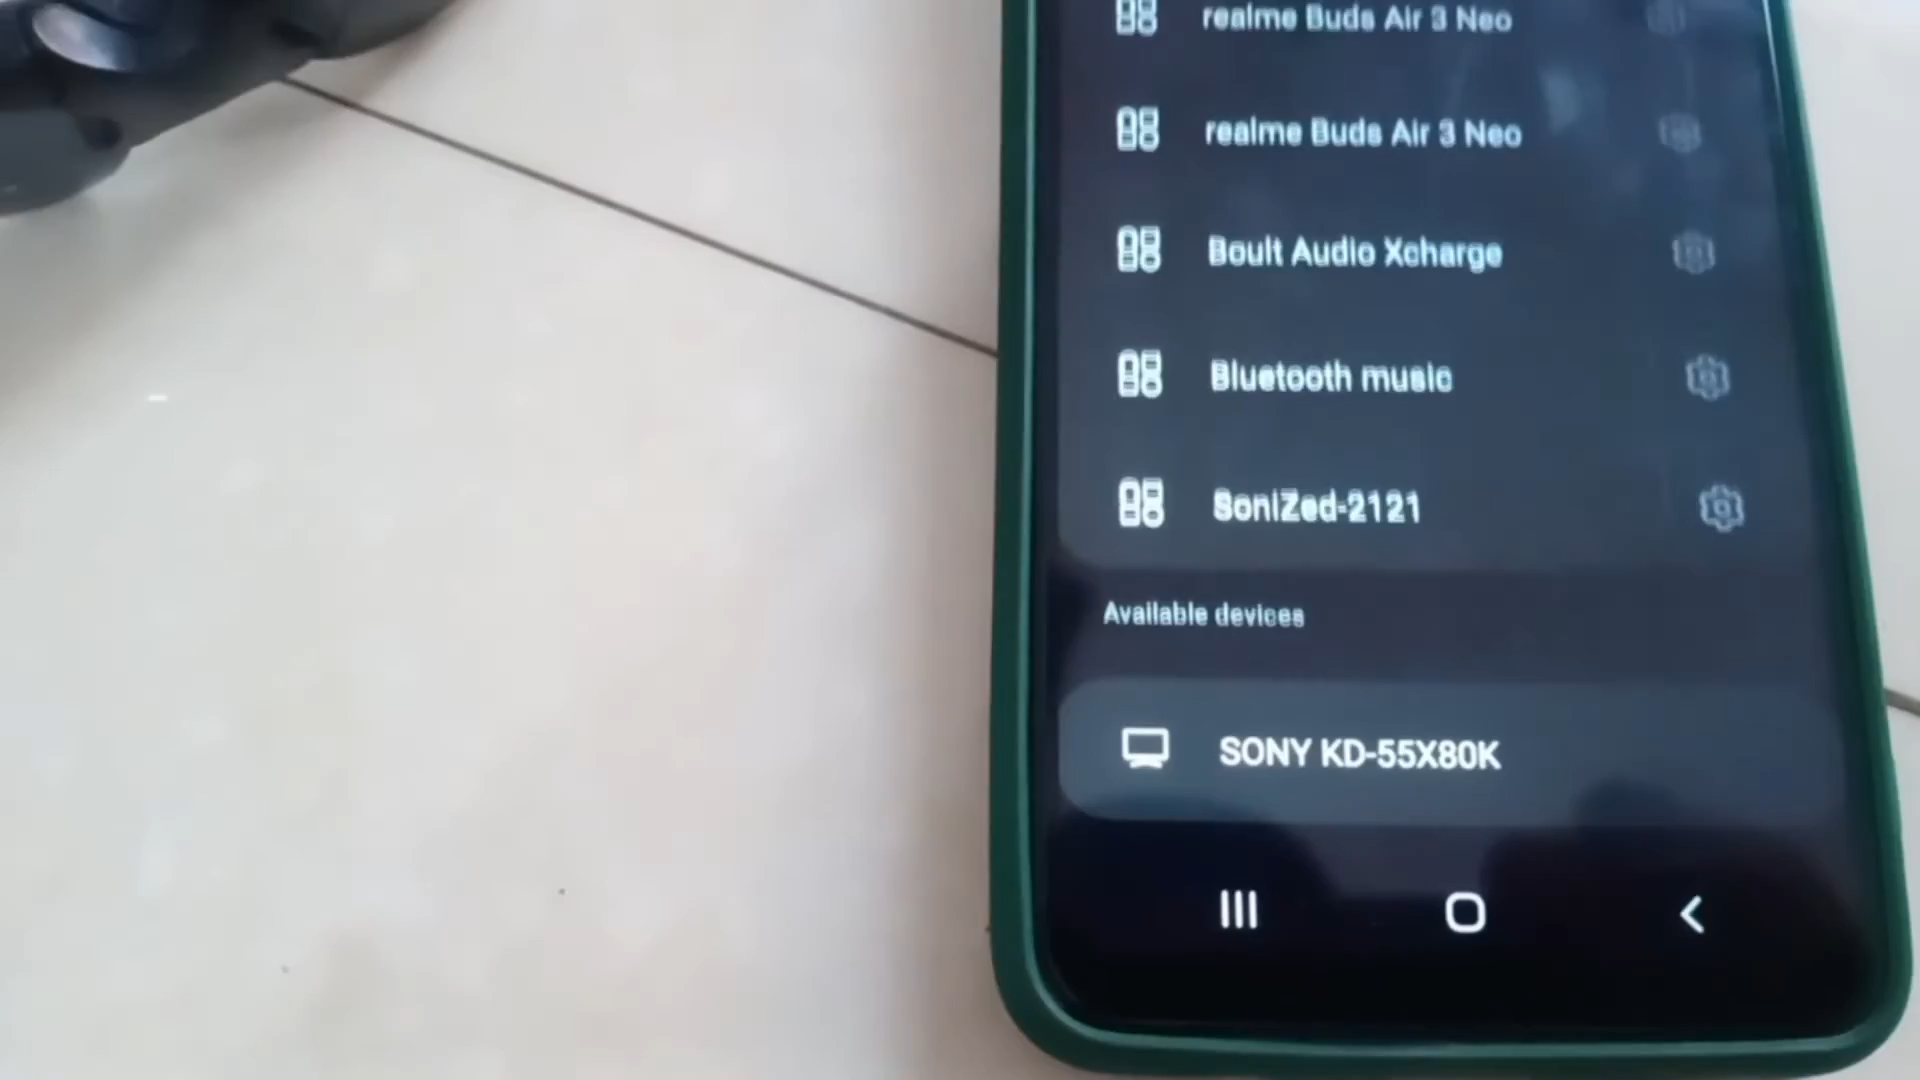 realme Buds Air 3 Neo
realme Buds Air 3 Neo
Boult Audio Xcharge
Bluetooth music
SoniZed-2121
Available devices
SONY KD-55X80K